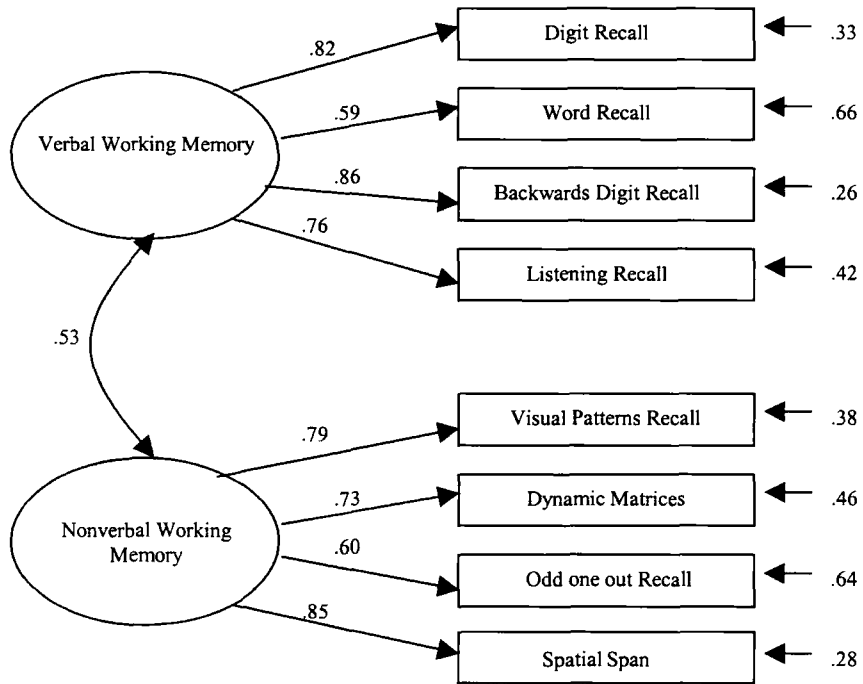 Digit Recall
.33
.82
Word Recall
.66
.59
Verbal Working Memory
Backwards Digit Recall
.26
.86
Listening Recall
.42
.76
.53
Visual Patterns Recall
.38
.79
Dynamic Matrices
.46
.73
Nonverbal Working
Memory
Odd one out Recall
.64
.60
Spatial Span
.28
.85